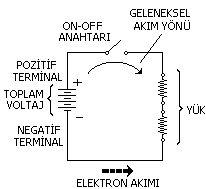 ON-OFF
ANAHTARI
GELENEKSEL
AKIM YÖNÜ
POZİTİF
TERMİNAL
+
TOPLAM
VOLTAJ
−
NEGATİF
TERMİNAL
YÜK
ELEKTRON AKIMI